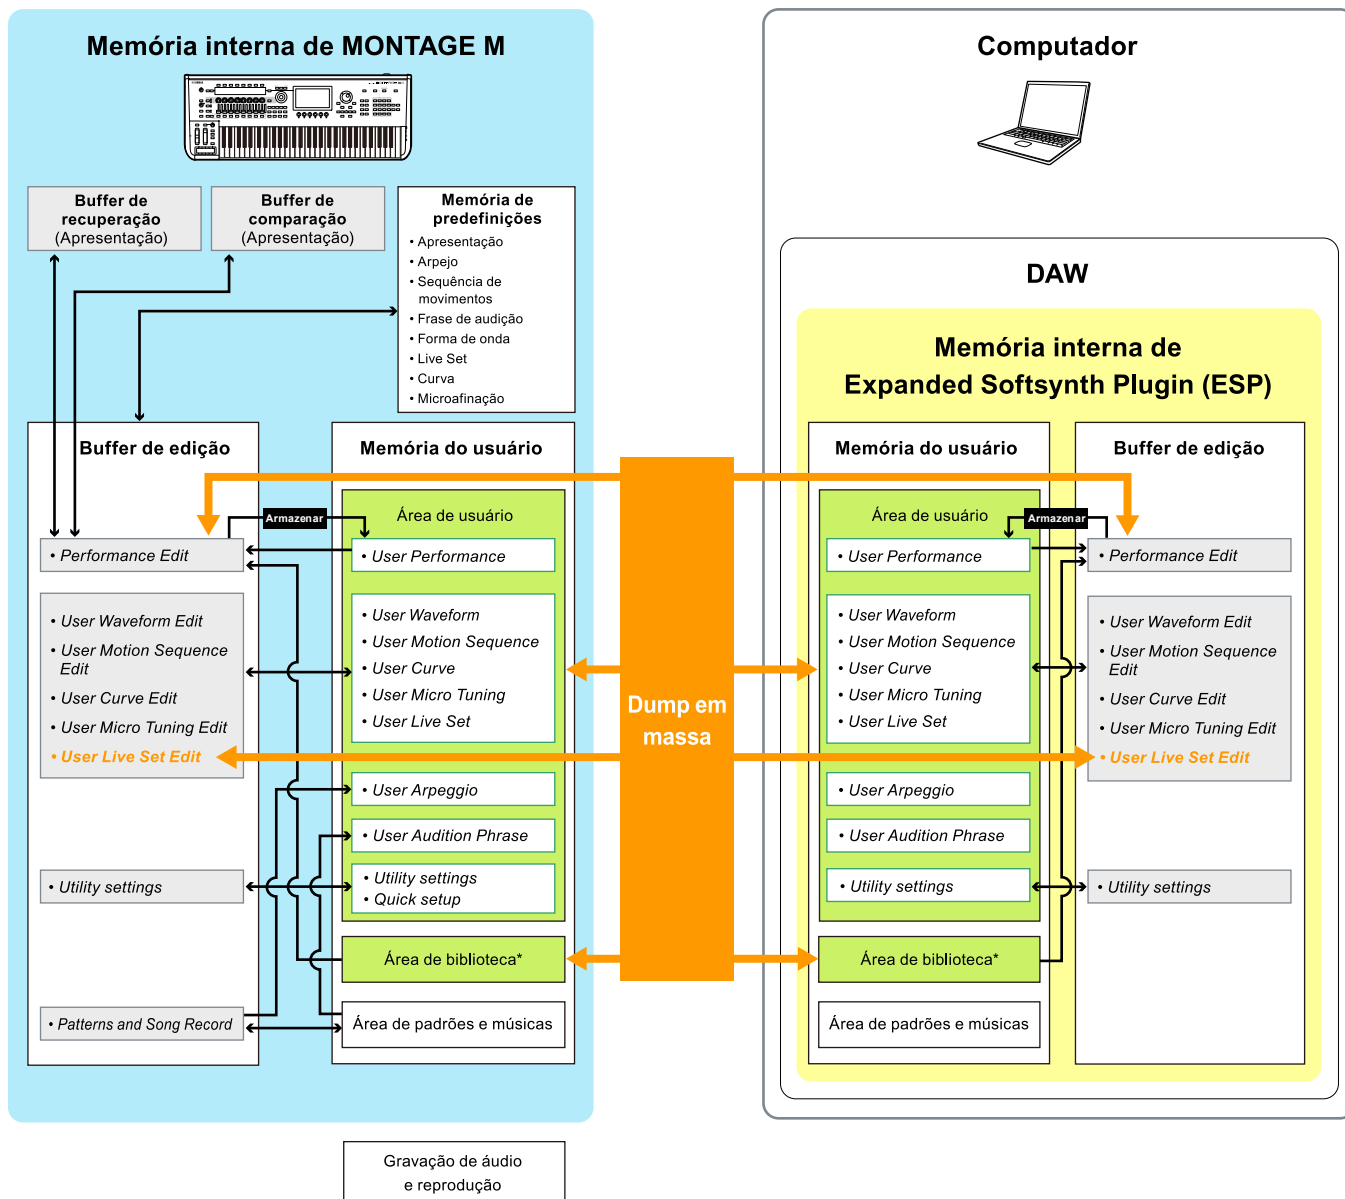 Memória interna de MONTAGE M
Buffer de
recuperação
(Apresentação)
Buffer de
comparação
(Apresentação)
Memória de
predefinições
• Apresentação
• Arpejo
• Sequência de
movimentos
• Frase de audição
• Forma de onda
• Live Set
• Curva
• Microafinação
Buffer de edição
• Performance Edit
• User Waveform Edit
• User Motion Sequence
Edit
• User Curve Edit
• User Micro Tuning Edit
• User Live Set Edit
• Utility settings
• Patterns and Song Record
Armazenar
Memória do usuário
Área de usuário
• User Performance
• User Waveform
• User Motion Sequence
• User Curve
• User Micro Tuning
• User Live Set
• User Arpeggio
• User Audition Phrase
• Utility settings
• Quick setup
Área de biblioteca*
Área de padrões e músicas
Gravação de áudio
e reprodução
Dump em
massa
Computador
DAW
Memória interna de
Expanded Softsynth Plugin (ESP)
Memória do usuário
Área de usuário
• User Performance
• User Waveform
• User Motion Sequence
• User Curve
• User Micro Tuning
• User Live Set
• User Arpeggio
• User Audition Phrase
• Utility settings
Área de biblioteca*
Área de padrões e músicas
Armazenar
Buffer de edição
• Performance Edit
• User Waveform Edit
• User Motion Sequence
Edit
• User Curve Edit
• User Micro Tuning Edit
• User Live Set Edit
• Utility settings